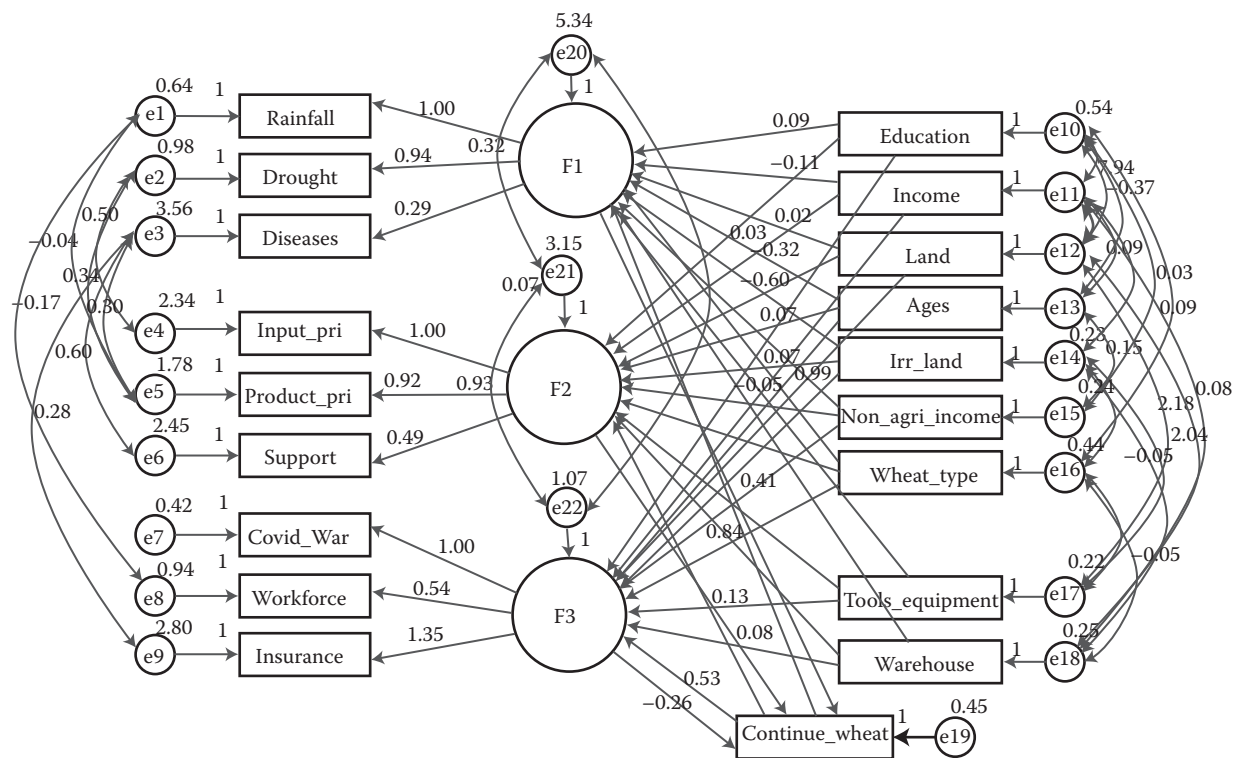 5.34
e20
1
0.64
1
e1
Rainfall
1.00
0.98
1
e2
Drought
0.94
0.32
F1
3.56
1
e3
Diseases
0.29
0.50
−0.04
0.34
−0.17
0.30
3.15
e21
0.07
1
2.34
1
e4
Input_pri
1.00
0.60
1.78
1
e5
Product_pri
0.92
0.93
F2
0.28
2.45
1
e6
Support
0.49
1.07
e22
1
0.42
1
e7
Covid_War
1.00
0.94
1
e8
Workforce
0.54
F3
2.80
1
e9
Insurance
1.35
0.09
Education
1
e10
0.54
−0.11
Income
1
e11
7.94
−0.37
0.02
Land
1
e12
0.09
0.03
−0.32
−0.60
Ages
1
e13
0.03
0.09
0.07
Irr_land
1
e14
0.23
0.15
0.07
0.99
−0.05
Non_agri_income
1
e15
0.24
0.08
2.18
Wheat_type
1
e16
0.44
2.04
−0.05
0.41
0.84
−0.05
0.13
Tools_equipment
1
e17
0.22
0.08
Warehouse
1
e18
0.25
0.53
−0.26
Continue_wheat
1
e19
0.45